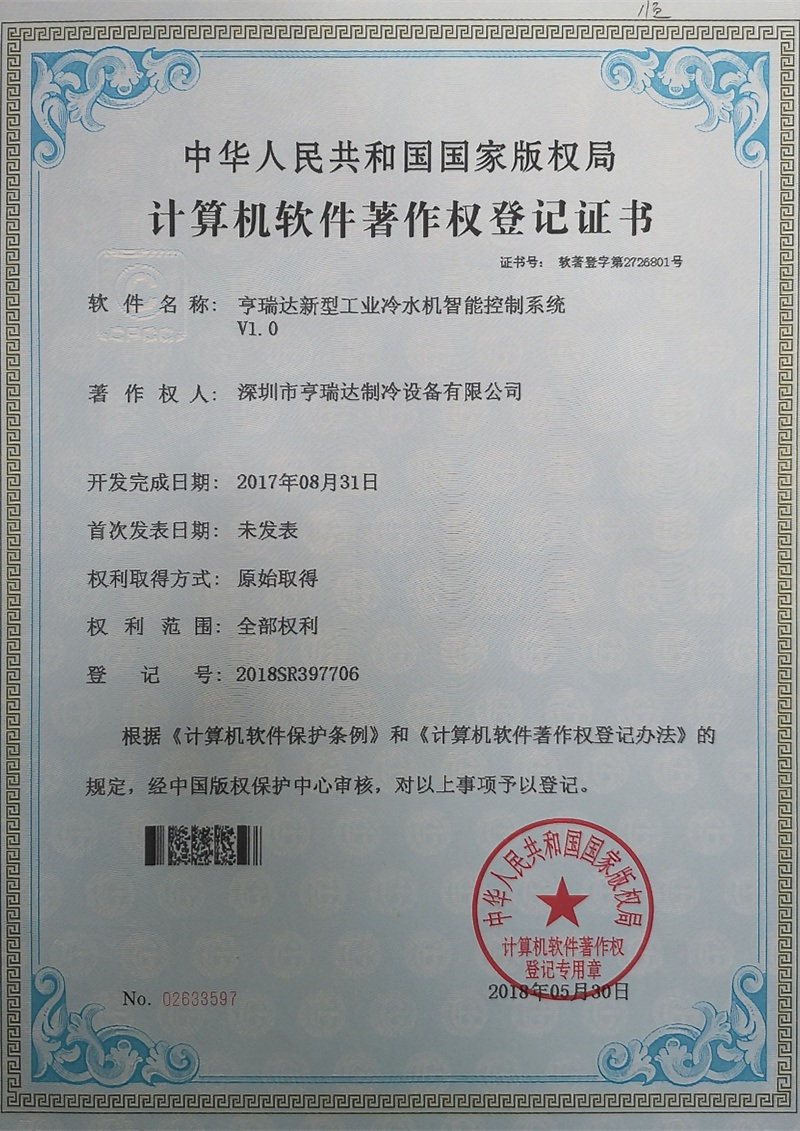 中华人民共和国国家版权局
计算机软件著作权登记证书
证书号： 软著登字第2726801号
软件名称： 亨瑞达新型工业冷水机智能控制系统
V1.0
著作权人： 深圳市亨瑞达制冷设备有限公司
开发完成日期： 2017年08月31日
首次发表日期： 未发表
权利取得方式： 原始取得
权利范围： 全部权利
登记号： 2018SR397706
根据《计算机软件保护条例》和《计算机软件著作权登记办法》的
规定，经中国版权保护中心审核，对以上事项予以登记。
中华人民共和国国家版权局
计算机软件著作权
登记专用章
2018年05月30日
No. 02633597